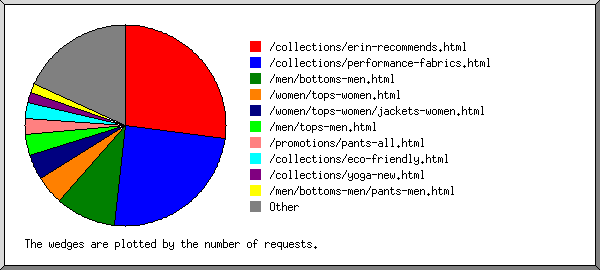 /collections/erin-recommends.html
/collections/performance-fabrics.html
/men/bottoms-men.html
/women/tops-women.html
/women/tops-women/jackets-women.html
/men/tops-men.html
/promotions/pants-all.html
/collections/eco-friendly.html
/collections/yoga-new.html
/men/bottoms-men/pants-men.html
Other
The wedges are plotted by the number of requests.